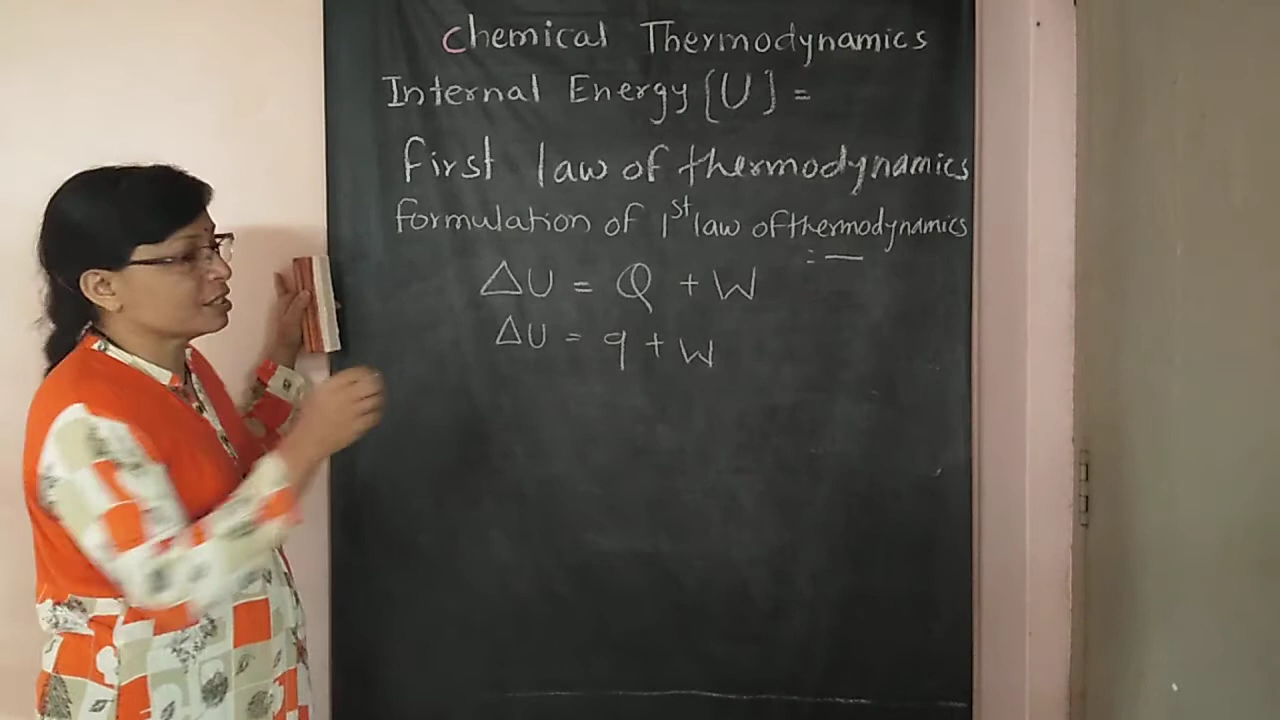 Chemical Thermodynamics
Internal Energy [U] =
First law of thermodynamics
Formulation of 1st law of thermodynamics
:—
ΔU = Q + W
ΔU = q + W